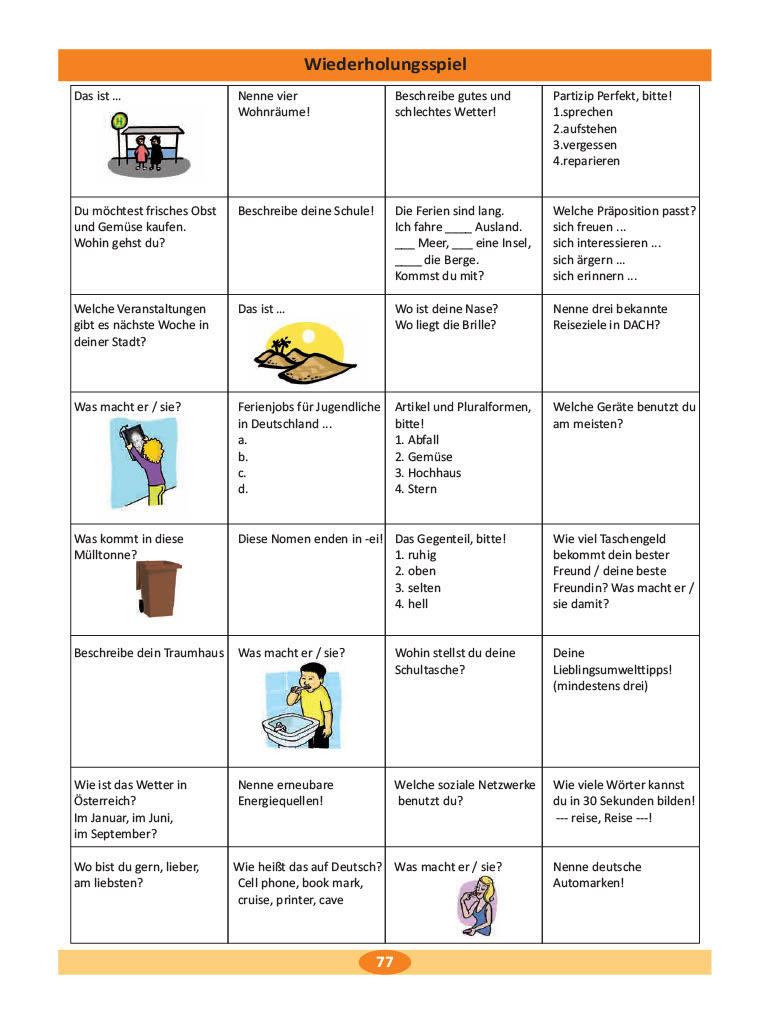 Wiederholungsspiel
Das ist ...
H
Nenne vier
Wohnräume!
Beschreibe gutes und
schlechtes Wetter!
Partizip Perfekt, bitte!
1.sprechen
2.aufstehen
3.vergessen
4.reparieren
Du möchtest frisches Obst
und Gemüse kaufen.
Wohin gehst du?
Beschreibe deine Schule!
Die Ferien sind lang.
Ich fahre ____ Ausland.
___ Meer, ___ eine Insel,
____ die Berge.
Kommst du mit?
Welche Präposition passt?
sich freuen ...
sich interessieren ...
sich ärgern ...
sich erinnern ...
Welche Veranstaltungen
gibt es nächste Woche in
deiner Stadt?
Das ist ...
Wo ist deine Nase?
Wo liegt die Brille?
Nenne drei bekannte
Reiseziele in DACH?
Was macht er / sie?
Ferienjobs für Jugendliche
in Deutschland ...
a.
b.
c.
d.
Artikel und Pluralformen,
bitte!
1. Abfall
2. Gemüse
3. Hochhaus
4. Stern
Welche Geräte benutzt du
am meisten?
Was kommt in diese
Mülltonne?
Diese Nomen enden in -ei!
Das Gegenteil, bitte!
1. ruhig
2. oben
3. selten
4. hell
Wie viel Taschengeld
bekommt dein bester
Freund / deine beste
Freundin? Was macht er /
sie damit?
Beschreibe dein Traumhaus
Was macht er / sie?
Wohin stellst du deine
Schultasche?
Deine
Lieblingsumwelttipps!
(mindestens drei)
Wie ist das Wetter in
Österreich?
Im Januar, im Juni,
im September?
Nenne erneubare
Energiequellen!
Welche soziale Netzwerke
benutzt du?
Wie viele Wörter kannst
du in 30 Sekunden bilden!
--- reise, Reise ---!
Wo bist du gern, lieber,
am liebsten?
Wie heißt das auf Deutsch?
Cell phone, book mark,
cruise, printer, cave
Was macht er / sie?
Nenne deutsche
Automarken!
77